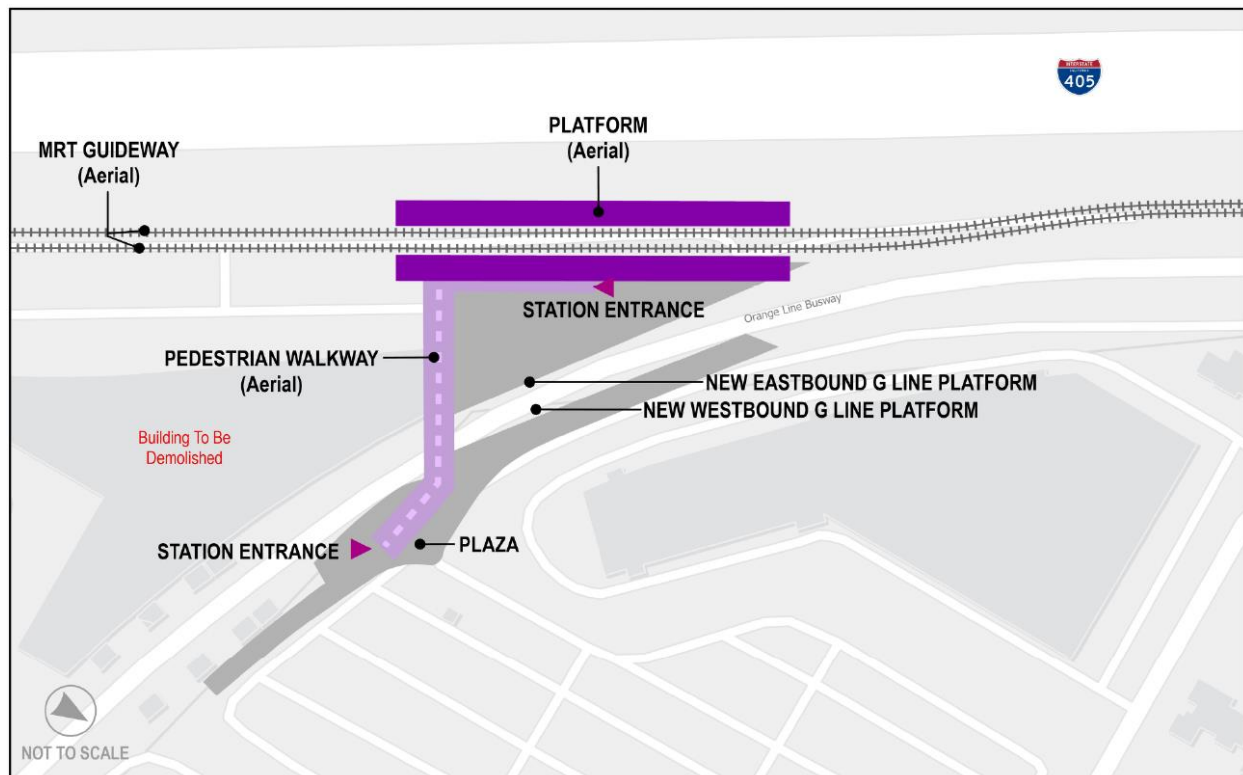 INTERSTATE
CALIFORNIA
405
PLATFORM
(Aerial)
MRT GUIDEWAY
(Aerial)
STATION ENTRANCE
Orange Line Busway
PEDESTRIAN WALKWAY
(Aerial)
NEW EASTBOUND G LINE PLATFORM
NEW WESTBOUND G LINE PLATFORM
Building To Be
Demolished
STATION ENTRANCE
PLAZA
NOT TO SCALE